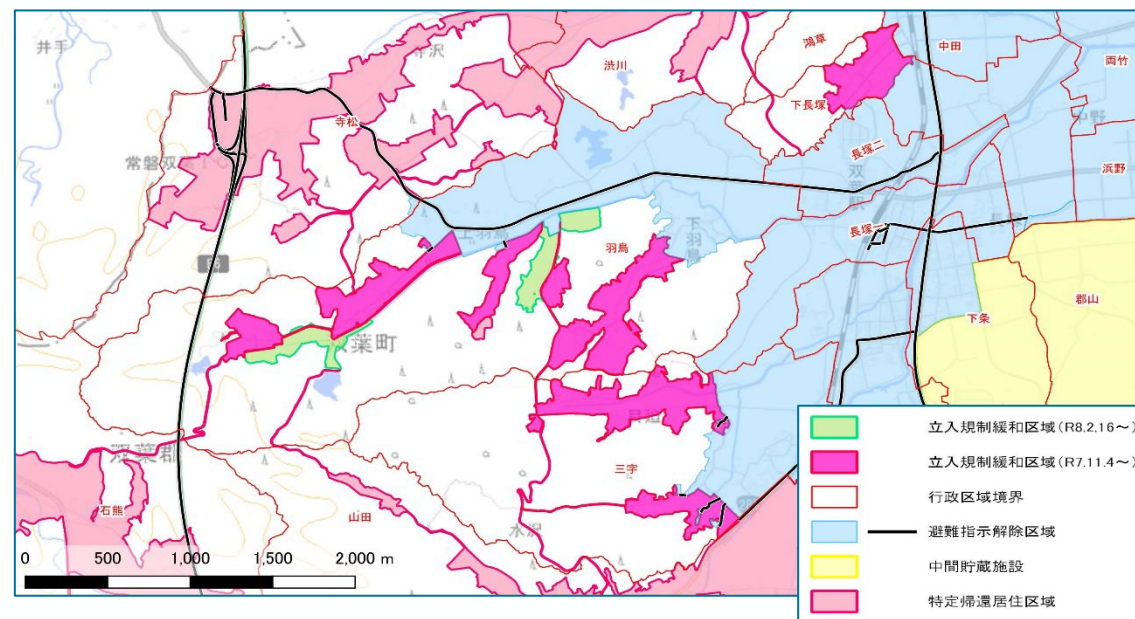 井手
寺沢
渋川
鴻草
中田
両竹
下長塚
中野
寺松
長塚二
常磐双葉IC
双葉駅
浜野
上羽鳥
羽鳥
下羽鳥
長塚一
郡山
下条
双葉町
目迫
双葉郡
三字
石熊
山田
水沢
0 500 1,000 1,500 2,000 m
立入規制緩和区域(R8.2.16~)
立入規制緩和区域(R7.11.4~)
行政区域境界
避難指示解除区域
中間貯蔵施設
特定帰還居住区域